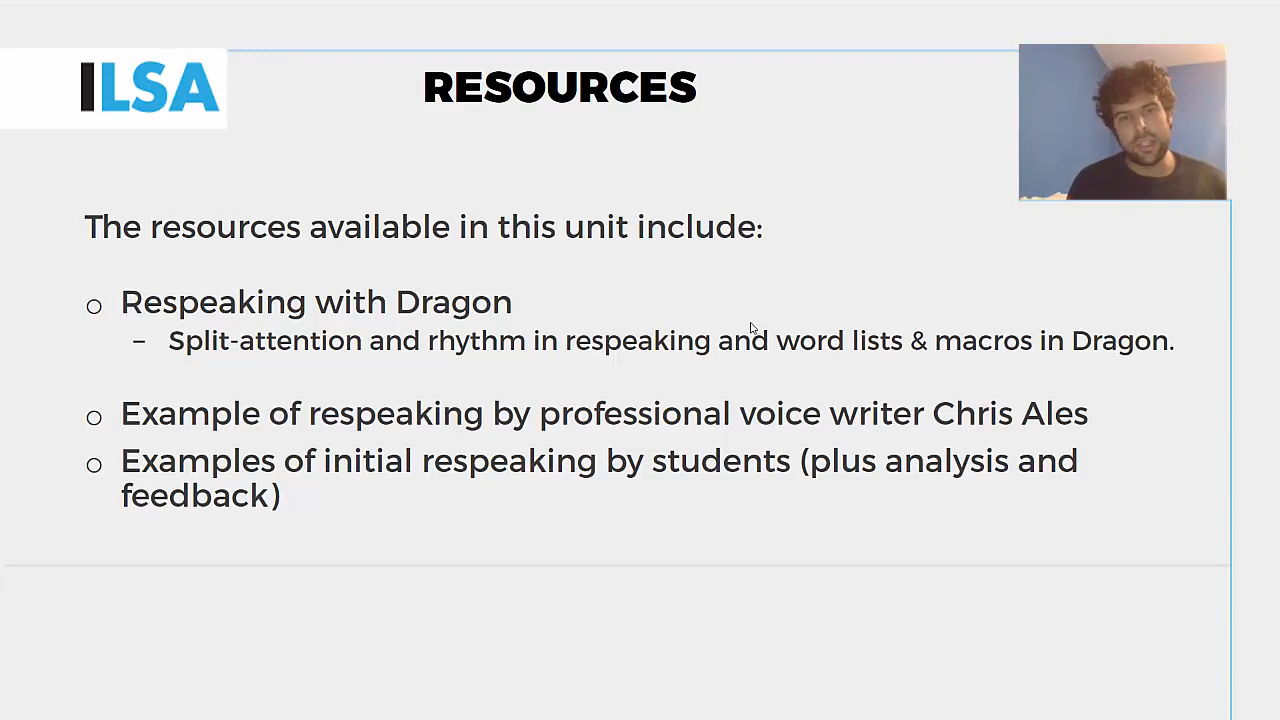 ILSA
RESOURCES
The resources available in this unit include:
o Respeaking with Dragon
– Split-attention and rhythm in respeaking and word lists & macros in Dragon.
o Example of respeaking by professional voice writer Chris Ales
o Examples of initial respeaking by students (plus analysis and
feedback)